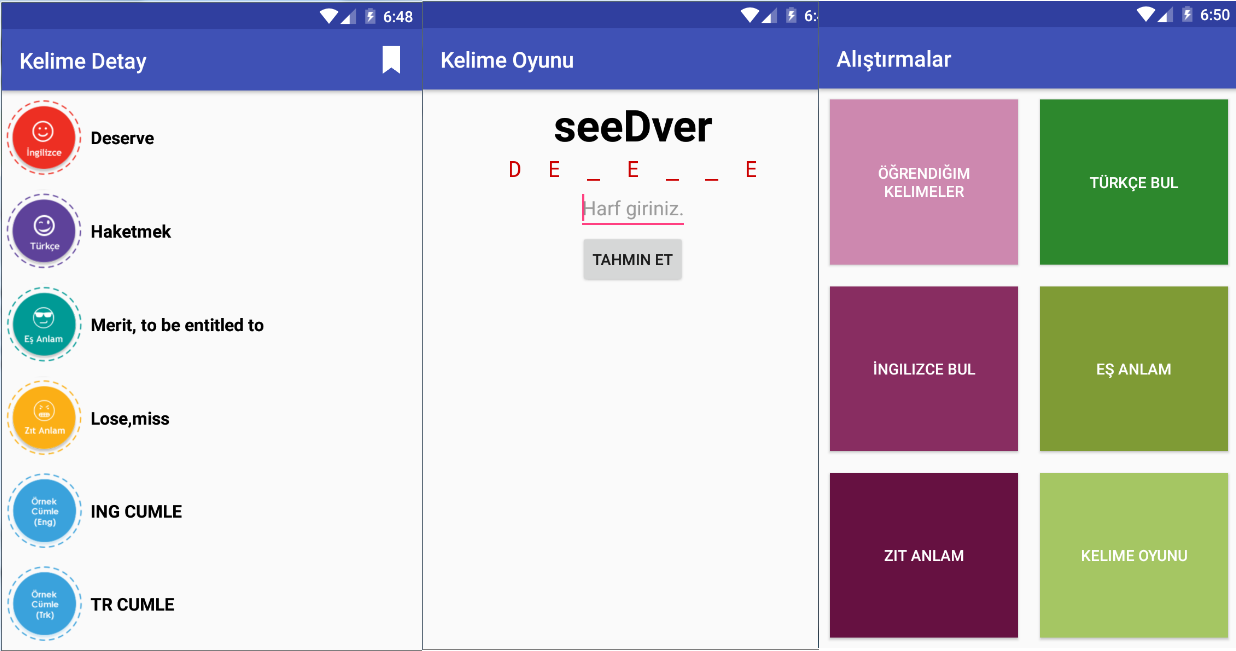 6:48
Kelime Detay
İngilizce
Deserve
Türkçe
Haketmek
Eş Anlam
Merit, to be entitled to
Zıt Anlam
Lose,miss
Örnek
Cümle
(Eng)
ING CUMLE
Örnek
Cümle
(Trk)
TR CUMLE
6:
Kelime Oyunu
seeDver
D E _ E _ _ E
Harf giriniz.
TAHMIN ET
6:50
Alıştırmalar
ÖĞRENDIĞIM
KELIMELER
TÜRKÇE BUL
İNGILIZCE BUL
EŞ ANLAM
ZIT ANLAM
KELIME OYUNU